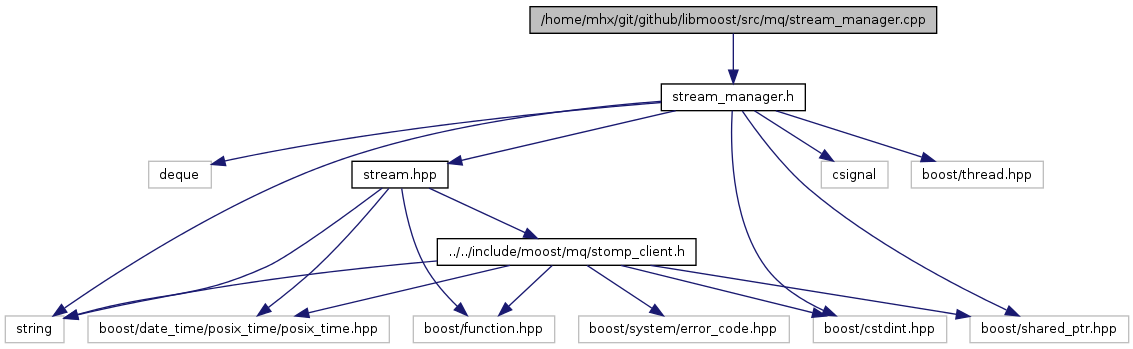 /home/mhx/git/github/libmoost/src/mq/stream_manager.cpp
stream_manager.h
deque
stream.hpp
csignal
boost/thread.hpp
../../include/moost/mq/stomp_client.h
string
boost/date_time/posix_time/posix_time.hpp
boost/function.hpp
boost/system/error_code.hpp
boost/cstdint.hpp
boost/shared_ptr.hpp